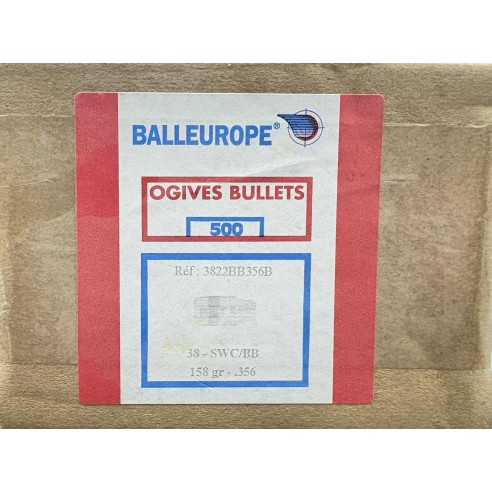 BALLEUROPE®
OGIVES BULLETS
500
Réf : 3822BB356B
38 - SWC/BB
158 gr - .356